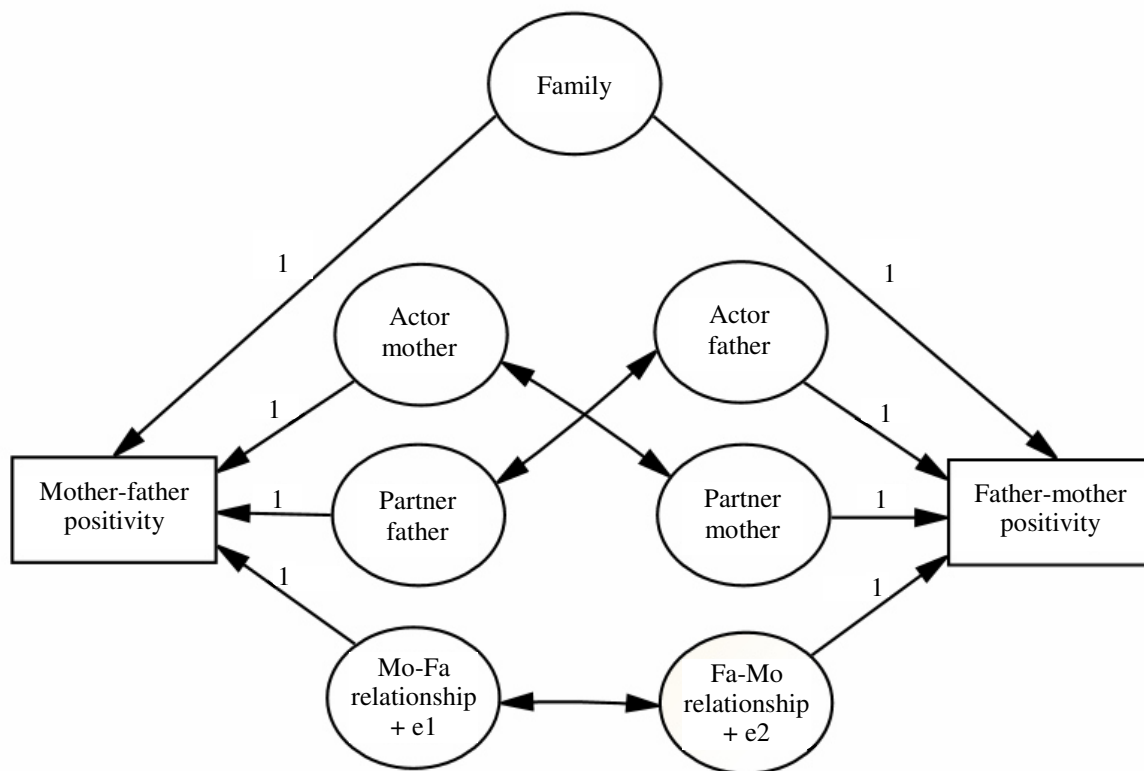 Family
1
1
Actor
mother
Actor
father
1
1
Mother-father
positivity
1
Partner
father
Partner
mother
1
Father-mother
positivity
1
1
Mo-Fa
relationship
+ e1
Fa-Mo
relationship
+ e2